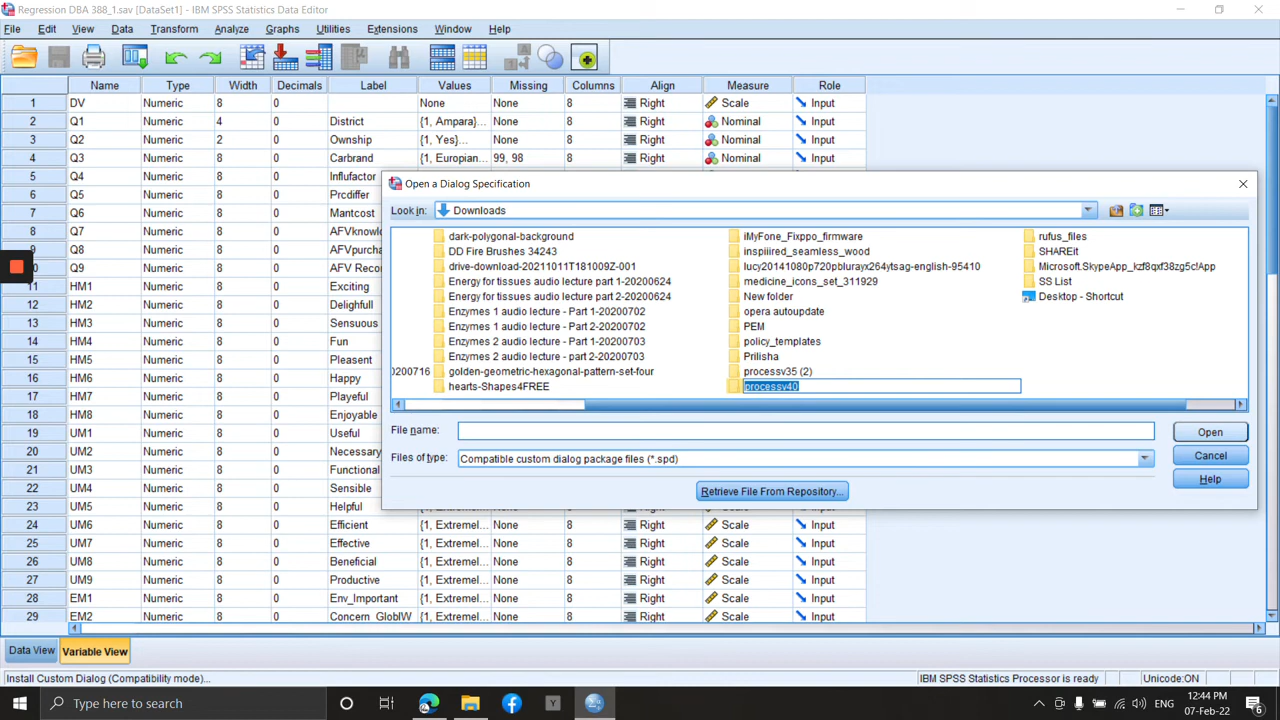 Regression DBA 388_1.sav [DataSet1] - IBM SPSS Statistics Data Editor
File Edit View Data Transform Analyze Graphs Utilities Extensions Window Help
Name Type Width Decimals Label Values Missing Columns Align Measure Role
1 DV Numeric 8 0 None None 8 Right Scale Input
2 Q1 Numeric 4 0 District {1, Ampara}... None 8 Right Nominal Input
3 Q2 Numeric 2 0 Ownship {1, Yes}... None 8 Right Nominal Input
4 Q3 Numeric 8 0 Carbrand {1, Europian... 99, 98 8 Right Nominal Input
5 Q4 Numeric 8 0 Influfactor
6 Q5 Numeric 8 0 Prcdiffer
7 Q6 Numeric 8 0 Mantcost
8 Q7 Numeric 8 0 AFVknowl
9 Q8 Numeric 8 0 AFVpurcha
10 Q9 Numeric 8 0 AFV Recor
11 HM1 Numeric 8 0 Exciting
12 HM2 Numeric 8 0 Delighfull
13 HM3 Numeric 8 0 Sensuous
14 HM4 Numeric 8 0 Fun
15 HM5 Numeric 8 0 Pleasent
16 HM6 Numeric 8 0 Happy
17 HM7 Numeric 8 0 Playeful
18 HM8 Numeric 8 0 Enjoyable
19 UM1 Numeric 8 0 Useful
20 UM2 Numeric 8 0 Necessary
21 UM3 Numeric 8 0 Functional
22 UM4 Numeric 8 0 Sensible
23 UM5 Numeric 8 0 Helpful {1, Extremel... None 8 Right Scale Input
24 UM6 Numeric 8 0 Efficient {1, Extremel... None 8 Right Scale Input
25 UM7 Numeric 8 0 Effective {1, Extremel... None 8 Right Scale Input
26 UM8 Numeric 8 0 Beneficial {1, Extremel... None 8 Right Scale Input
27 UM9 Numeric 8 0 Productive {1, Extremel... None 8 Right Scale Input
28 EM1 Numeric 8 0 Env_Important {1, Extremel... None 8 Right Scale Input
29 EM2 Numeric 8 0 Concern_GloblW {1, Extremel... None 8 Right Scale Input
Open a Dialog Specification
Look in: Downloads
dark-polygonal-background iMyFone_Fixppo_firmware rufus_files
DD Fire Brushes 34243 inspiiired_seamless_wood SHAREit
drive-download-20211011T181009Z-001 lucy20141080p720pblurayx264ytsag-english-95410 Microsoft.SkypeApp_kzf8qxf38zg5c!App
Energy for tissues audio lecture part 1-20200624 medicine_icons_set_311929 SS List
Energy for tissues audio lecture part 2-20200624 New folder Desktop - Shortcut
Enzymes 1 audio lecture - Part 1-20200702 opera autoupdate
Enzymes 1 audio lecture - Part 2-20200702 PEM
Enzymes 2 audio lecture - Part 1-20200703 policy_templates
Enzymes 2 audio lecture - part 2-20200703 Prilisha
0200716 golden-geometric-hexagonal-pattern-set-four processv35 (2)
hearts-Shapes4FREE processv40
File name: Open
Files of type: Compatible custom dialog package files (*.spd) Cancel
Help
Retrieve File From Repository...
Data View Variable View
Install Custom Dialog (Compatibility mode)... IBM SPSS Statistics Processor is ready Unicode:ON
Type here to search
Y
ENG 12:44 PM
07-Feb-22 6